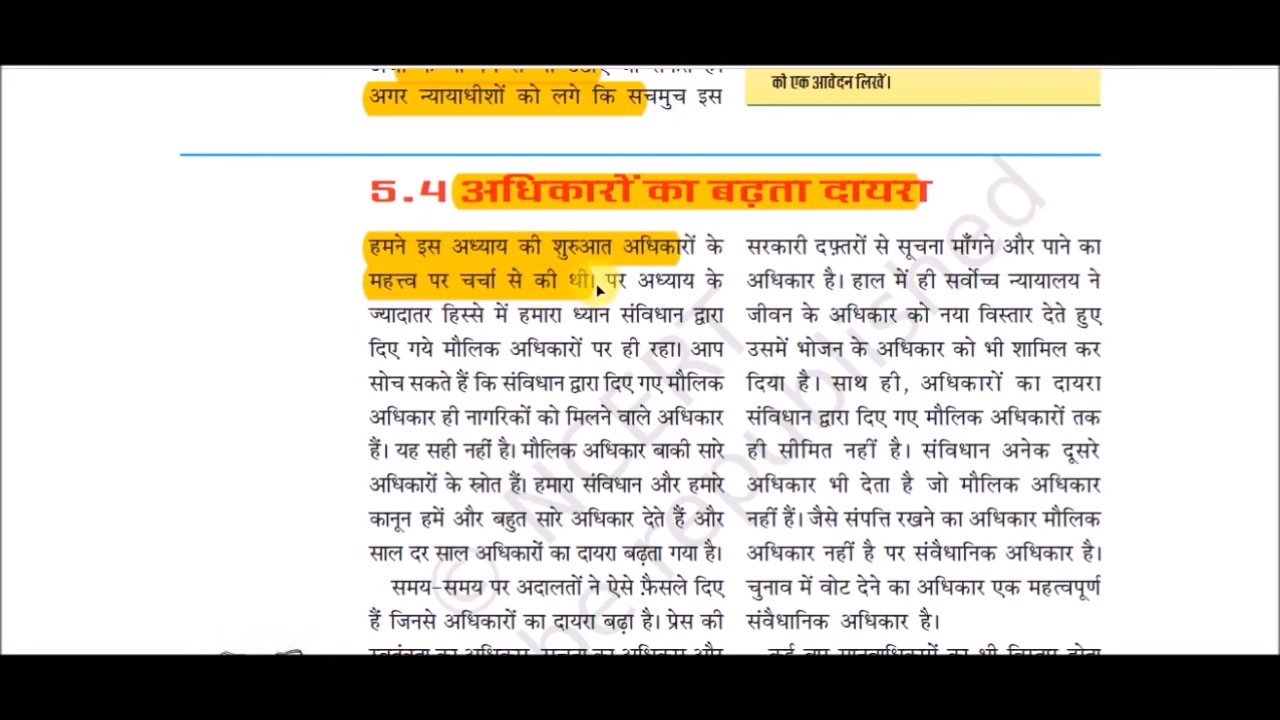 अगर न्यायाधीशों को लगे कि सचमुच इस
को एक आवेदन लिखें।
5.4 अधिकारों का बढ़ता दायरा
हमने इस अध्याय की शुरुआत अधिकारों के
महत्त्व पर चर्चा से की थी। पर अध्याय के
ज्यादातर हिस्से में हमारा ध्यान संविधान द्वारा
दिए गये मौलिक अधिकारों पर ही रहा। आप
सोच सकते हैं कि संविधान द्वारा दिए गए मौलिक
अधिकार ही नागरिकों को मिलने वाले अधिकार
हैं। यह सही नहीं है। मौलिक अधिकार बाकी सारे
अधिकारों के स्रोत हैं। हमारा संविधान और हमारे
कानून हमें और बहुत सारे अधिकार देते हैं और
साल दर साल अधिकारों का दायरा बढ़ता गया है।
समय-समय पर अदालतों ने ऐसे फ़ैसले दिए
हैं जिनसे अधिकारों का दायरा बढ़ा है। प्रेस की
सरकारी दफ़्तरों से सूचना माँगने और पाने का
अधिकार है। हाल में ही सर्वोच्च न्यायालय ने
जीवन के अधिकार को नया विस्तार देते हुए
उसमें भोजन के अधिकार को भी शामिल कर
दिया है। साथ ही, अधिकारों का दायरा
संविधान द्वारा दिए गए मौलिक अधिकारों तक
ही सीमित नहीं है। संविधान अनेक दूसरे
अधिकार भी देता है जो मौलिक अधिकार
नहीं हैं। जैसे संपत्ति रखने का अधिकार मौलिक
अधिकार नहीं है पर संवैधानिक अधिकार है।
चुनाव में वोट देने का अधिकार एक महत्वपूर्ण
संवैधानिक अधिकार है।
© NCERT
be republished